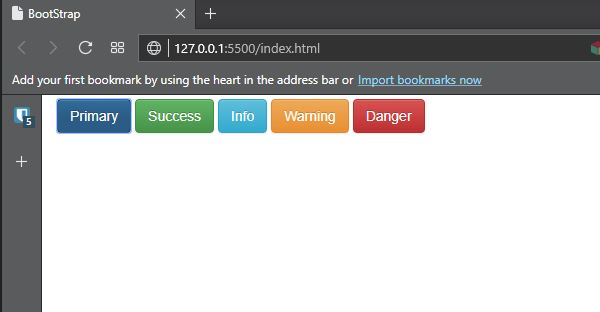 BootStrap
127.0.0.1:5500/index.html
Add your first bookmark by using the heart in the address bar or Import bookmarks now
5
Primary Success Info Warning Danger